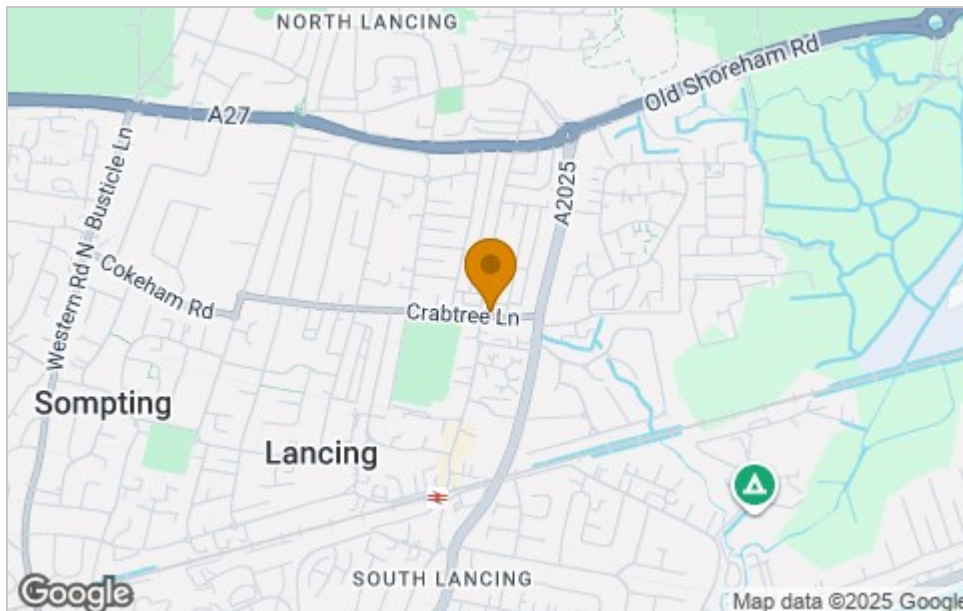 NORTH LANCING
Old Shoreham Rd
A27
Western Rd N
Busticle Ln
A2025
Cokeham Rd
Crabtree Ln
Sompting
Lancing
SOUTH LANCING
Google
Map data ©2025 Google